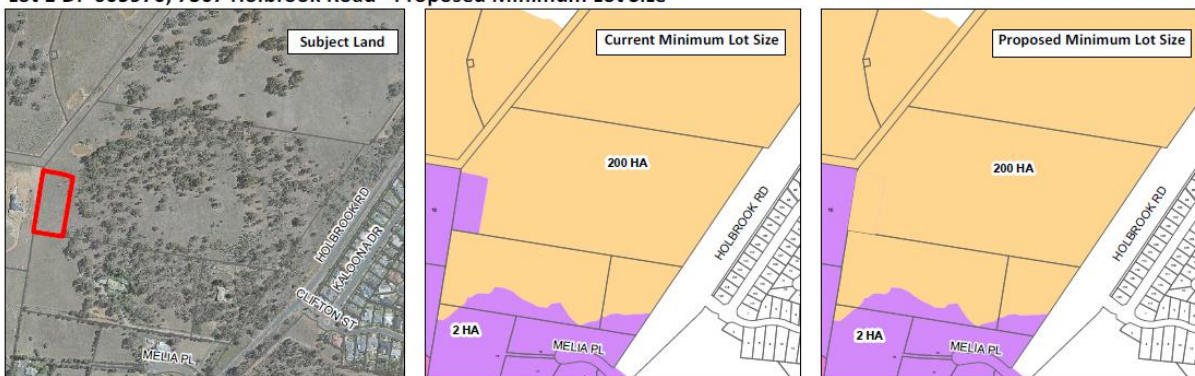 Subject Land
Current Minimum Lot Size
Proposed Minimum Lot Size
HOLBROOK RD
KALOONA DR
CLIFTON ST
MELIA PL
200 HA
HOLBROOK RD
2 HA
MELIA PL
200 HA
HOLBROOK RD
2 HA
MELIA PL